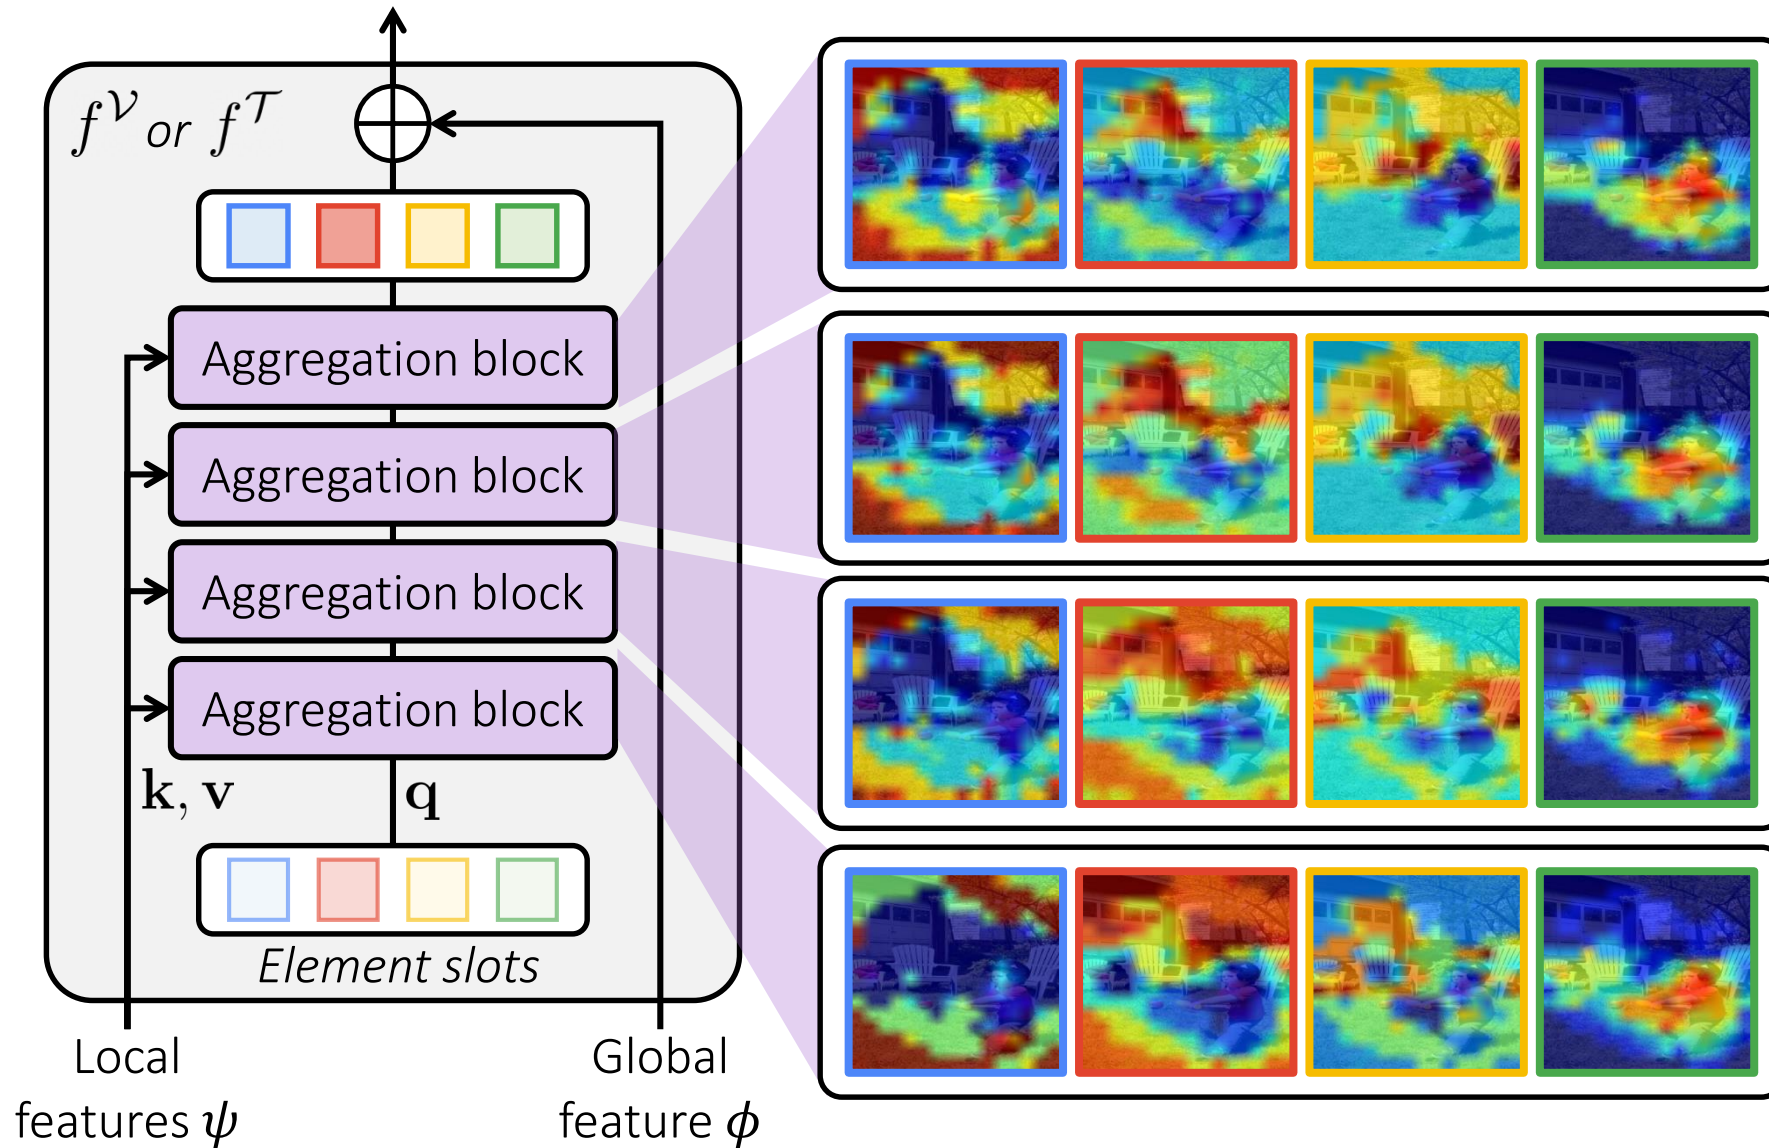 f^𝒱 or f^𝒯
Aggregation block
Aggregation block
Aggregation block
Aggregation block
k, v
q
Element slots
Local
features ψ
Global
feature ϕ